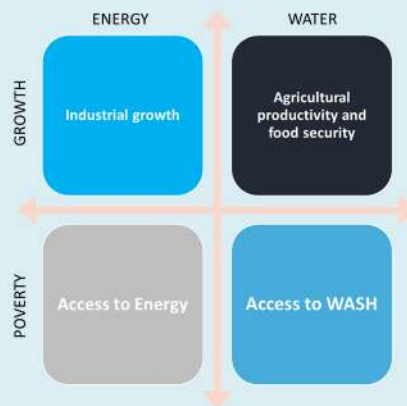 ENERGY
WATER
GROWTH
Industrial growth
Agricultural
productivity and
food security
POVERTY
Access to Energy
Access to WASH